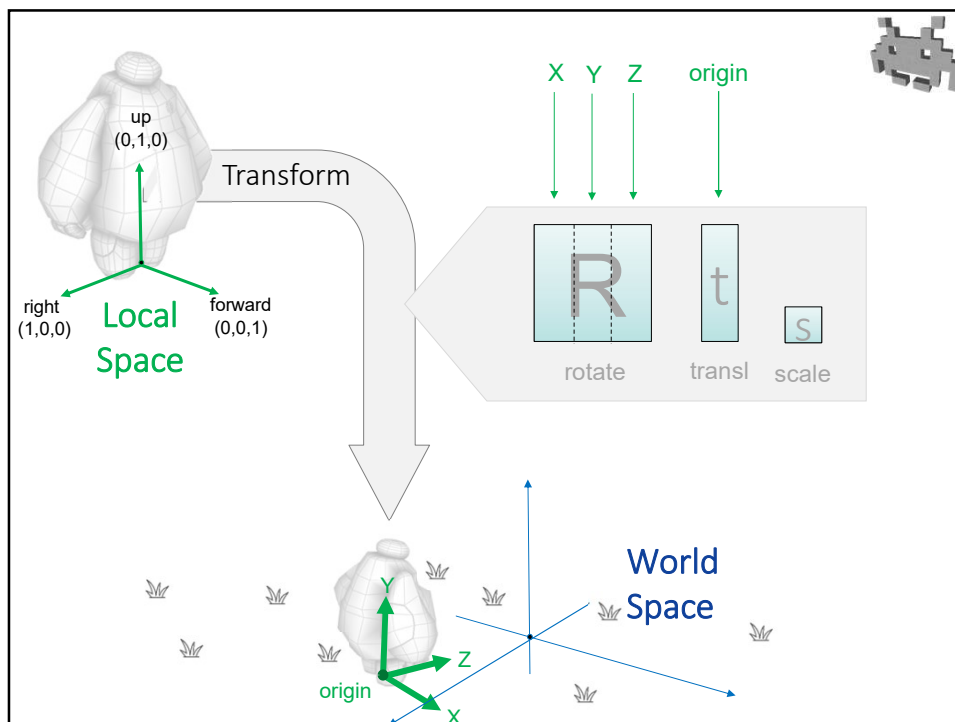 up
(0,1,0)
right
(1,0,0)
forward
(0,0,1)
Local
Space
Transform
X Y Z origin
R t s
rotate transl scale
World
Space
Y
Z
X
origin